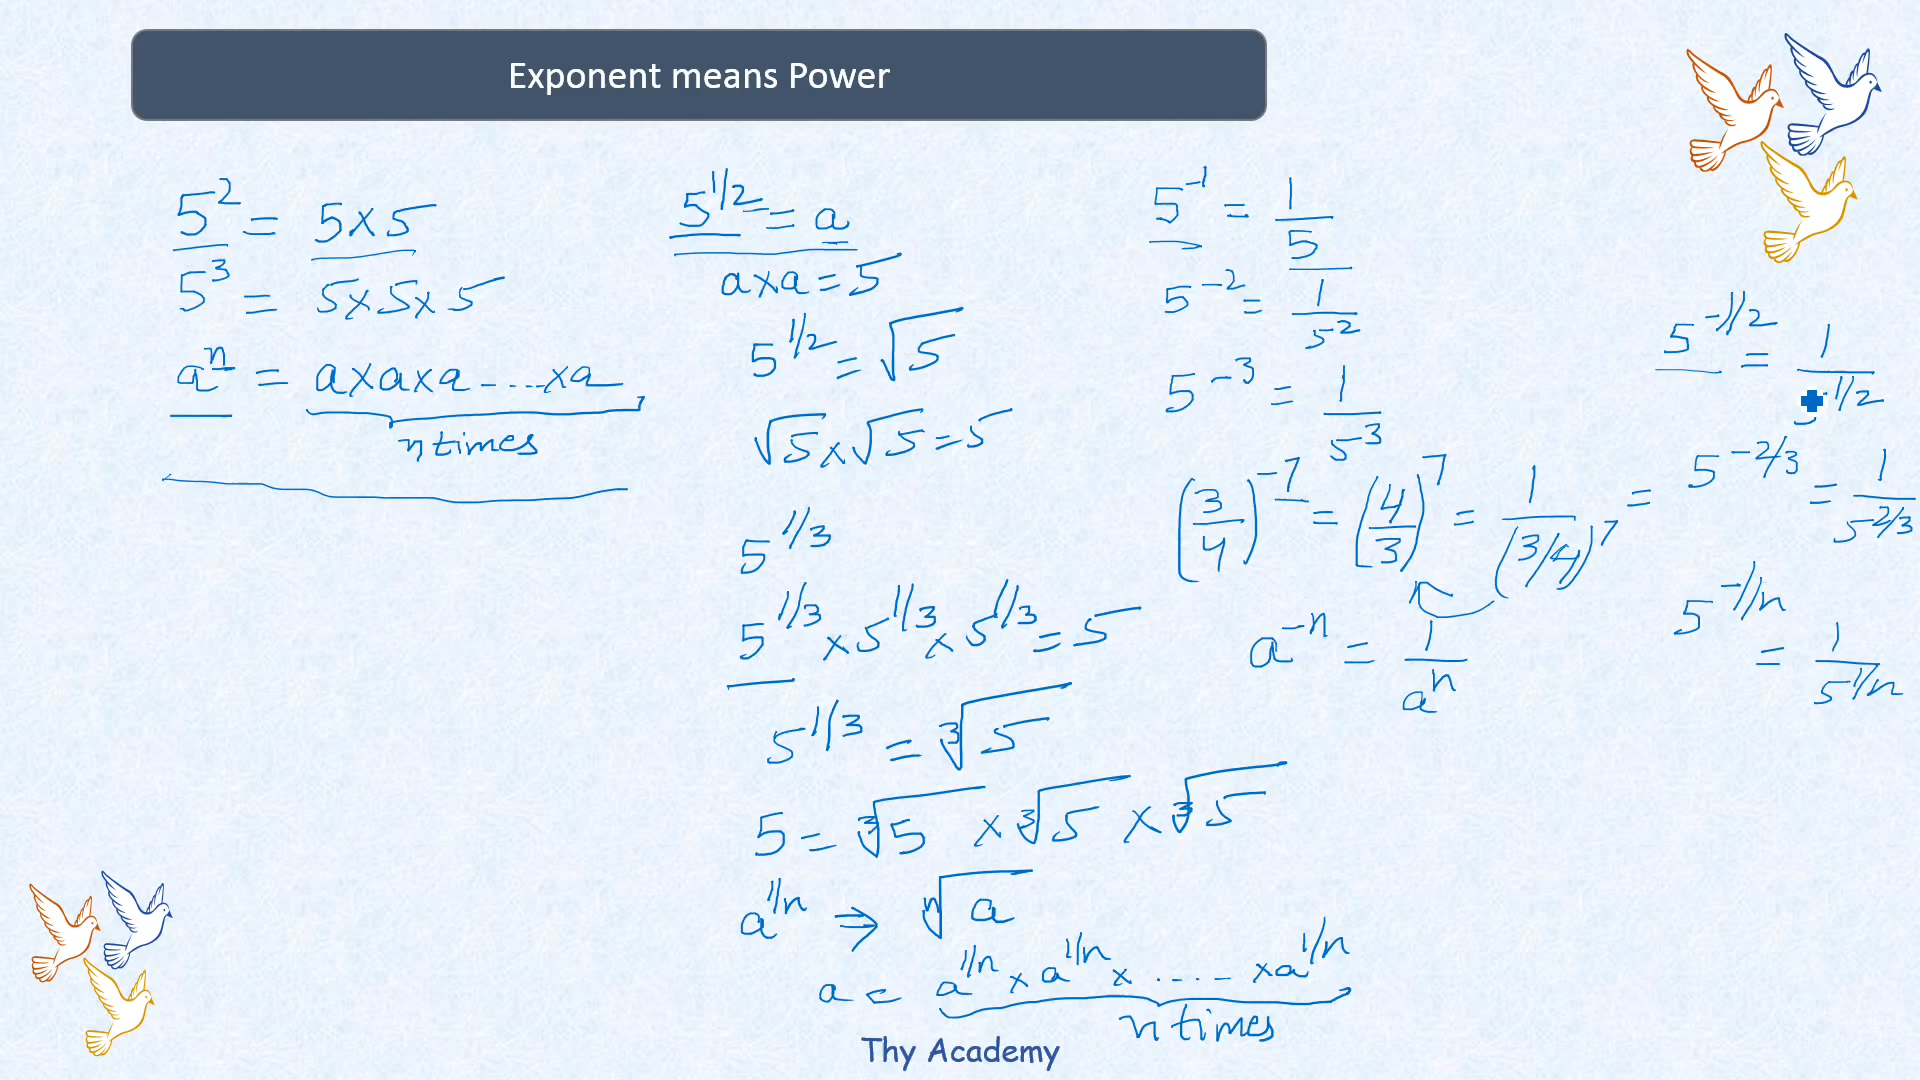 Exponent means Power
5² = 5×5
5³ = 5×5×5
aⁿ = a×a×a ....×a
n times
5^1/2 = a
a×a=5
5^1/2 = √5
√5×√5=5
5^1/3
5^1/3 × 5^1/3 × 5^1/3 = 5
5^1/3 = ∛5
5 = ∛5 × ∛5 × ∛5
a^1/n ⇒ ⁿ√a
a = a^1/n × a^1/n × ..... × a^1/n
n times
5^-1 = 1/5
5^-2 = 1/5²
5^-3 = 1/5³
(3/4)^-7 = (4/3)^7 = 1/(3/4)^7 =
a^-n = 1/aⁿ
5^-1/2 = 1/5^1/2
5^-2/3 = 1/5^2/3
5^-1/n
= 1/5^1/n
Thy Academy